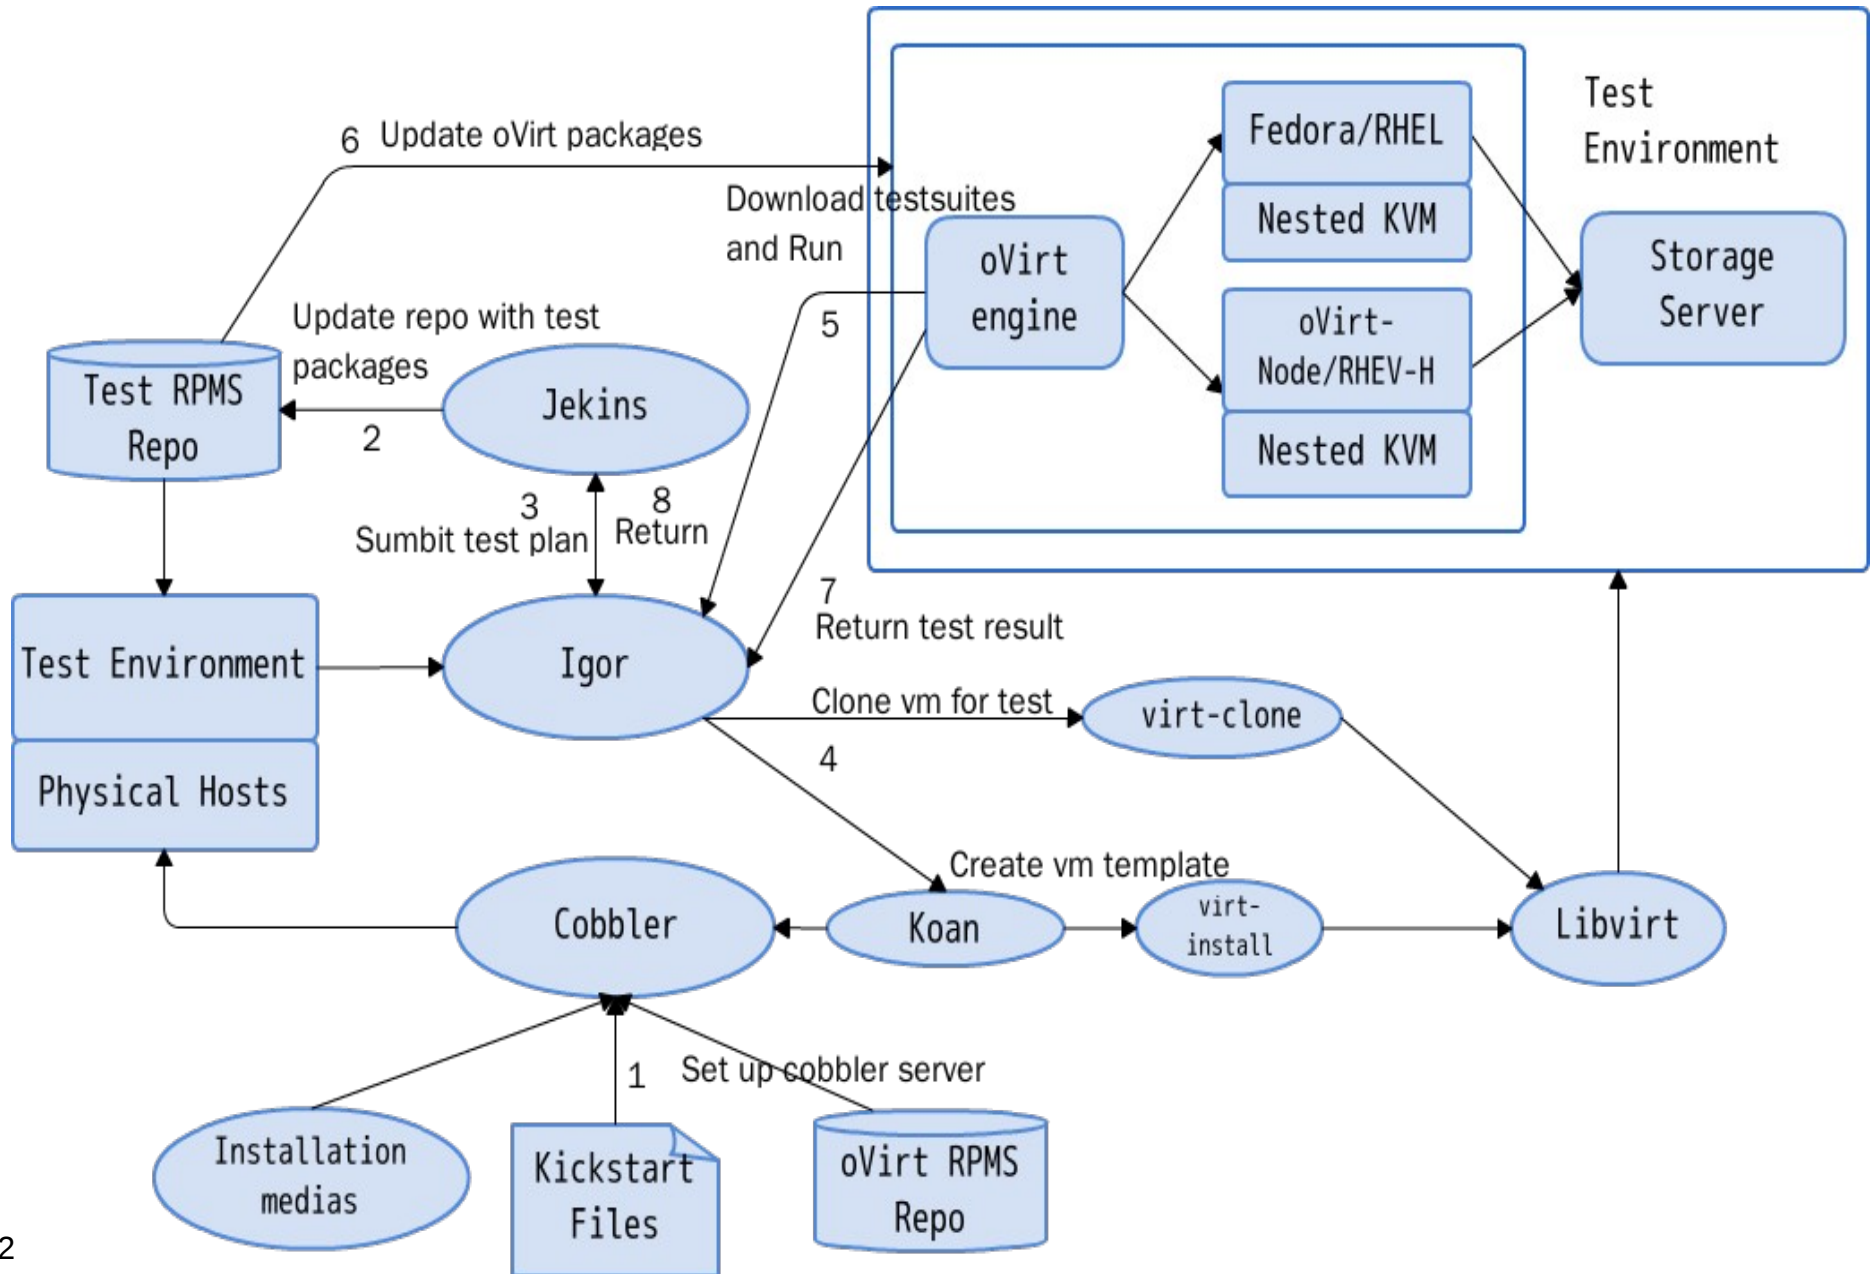 Test
Environment
Fedora/RHEL
Nested KVM
6 Update oVirt packages
Download testsuites
and Run
oVirt
engine
Storage
Server
5
oVirt-
Node/RHEV-H
Nested KVM
Update repo with test
packages
Test RPMS
Repo
2
Jekins
3
Sumbit test plan
8
Return
7
Return test result
Test Environment
Physical Hosts
Igor
Clone vm for test
4
virt-clone
Create vm template
Cobbler
Koan
virt-
install
Libvirt
1
Set up cobbler server
Installation
medias
Kickstart
Files
oVirt RPMS
Repo
2